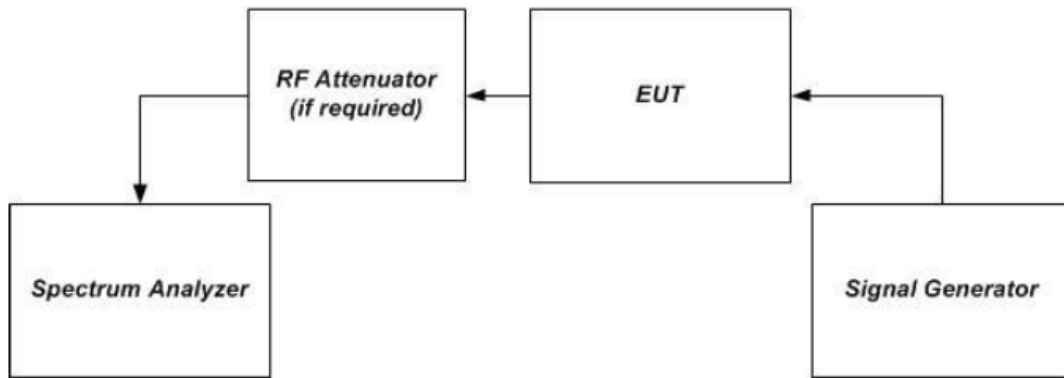 RF Attenuator
(if required)
EUT
Spectrum Analyzer
Signal Generator